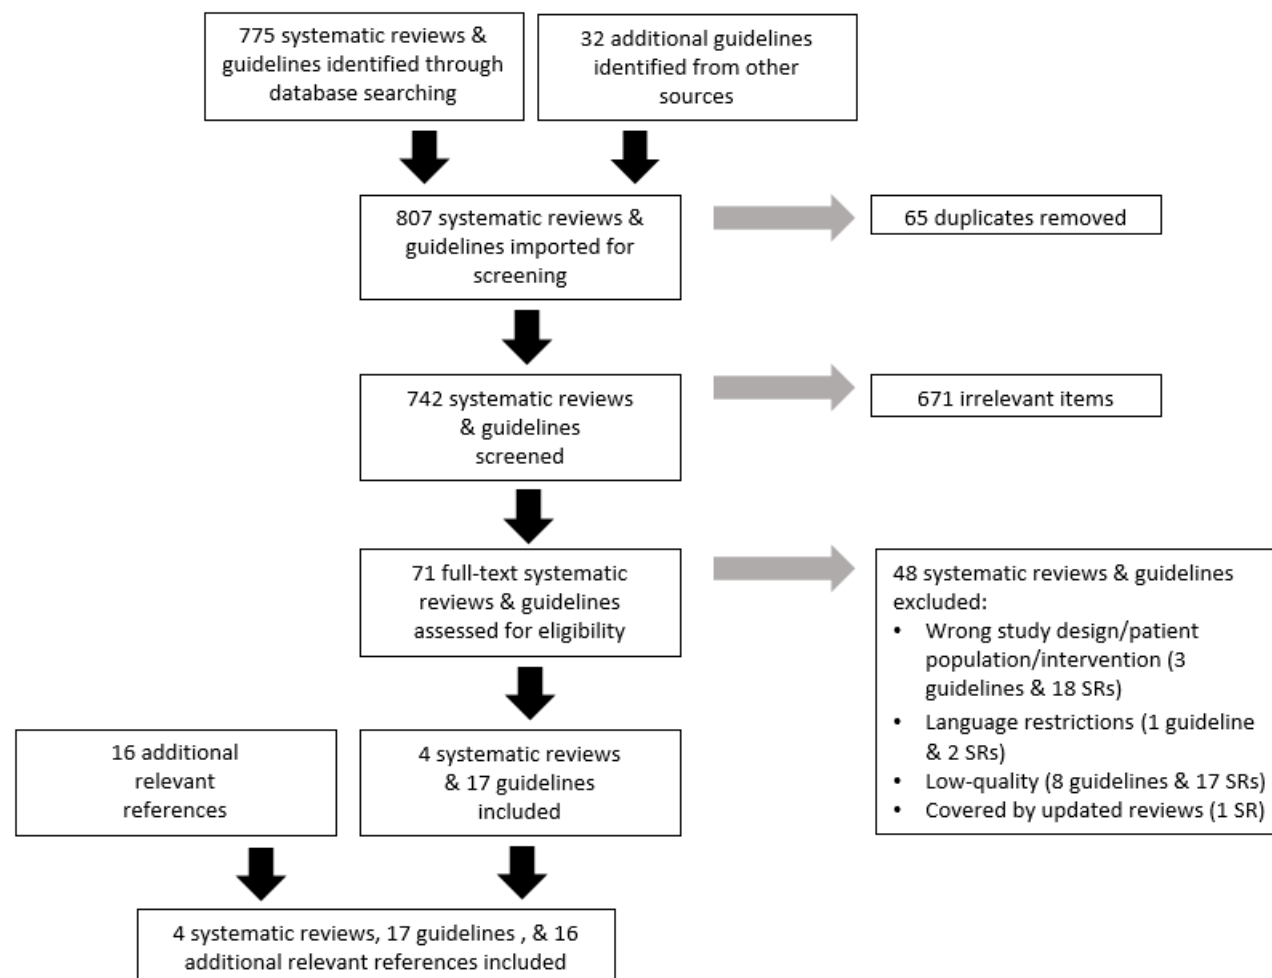 775 systematic reviews &
guidelines identified through
database searching
32 additional guidelines
identified from other
sources
807 systematic reviews &
guidelines imported for
screening
65 duplicates removed
742 systematic reviews
& guidelines
screened
671 irrelevant items
71 full-text systematic
reviews & guidelines
assessed for eligibility
48 systematic reviews & guidelines
excluded:
• Wrong study design/patient
population/intervention (3
guidelines & 18 SRs)
• Language restrictions (1 guideline
& 2 SRs)
• Low-quality (8 guidelines & 17 SRs)
• Covered by updated reviews (1 SR)
16 additional
relevant
references
4 systematic reviews
& 17 guidelines
included
4 systematic reviews, 17 guidelines , & 16
additional relevant references included